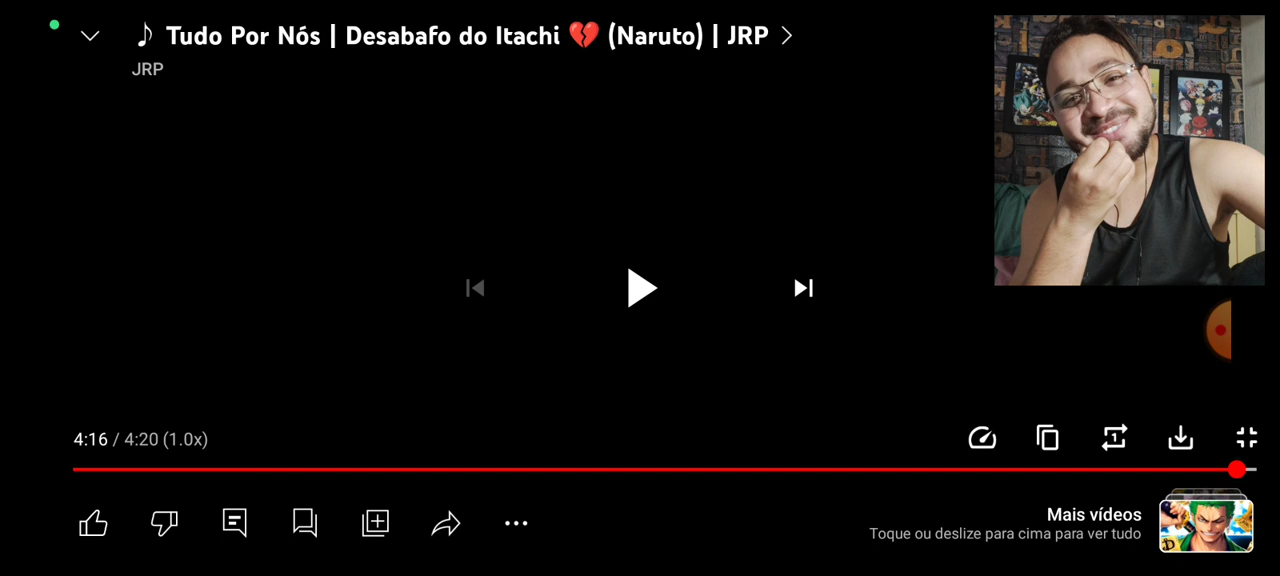 ♪ Tudo Por Nós | Desabafo do Itachi 💔 (Naruto) | JRP
JRP
4:16 / 4:20 (1.0x)
1
Mais vídeos
Toque ou deslize para cima para ver tudo